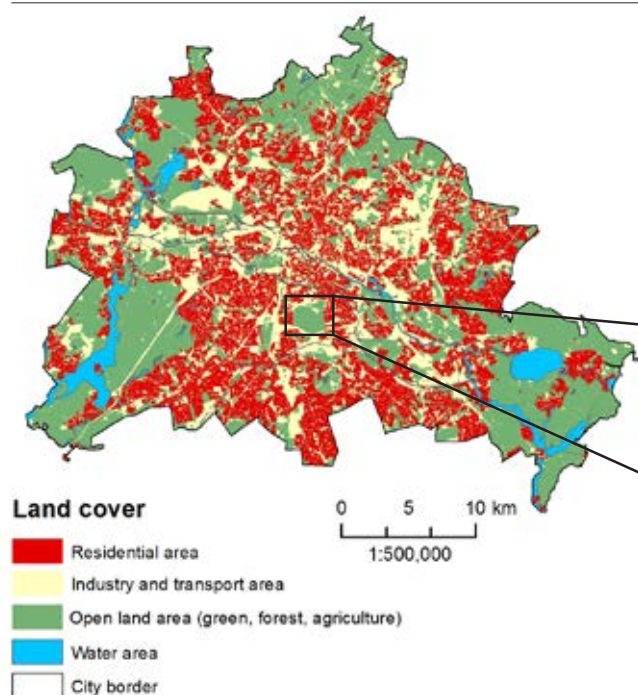 Land cover
Residential area
Industry and transport area
Open land area (green, forest, agriculture)
Water area
City border
0 5 10 km
1:500,000